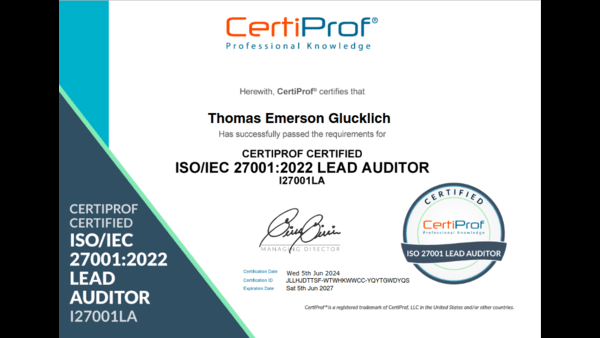 CertiProf®
Professional Knowledge
Herewith, CertiProf® certifies that
Thomas Emerson Glucklich
Has successfully passed the requirements for
CERTIPROF CERTIFIED
ISO/IEC 27001:2022 LEAD AUDITOR
I27001LA
MANAGING DIRECTOR
Certification Date Wed 5th Jun 2024
Certification ID JLLHJDTTSF-WTWHKWWCC-YQYTGWDYQS
Expiration Date Sat 5th Jun 2027
CERTIPROF
CERTIFIED
ISO/IEC
27001:2022
LEAD
AUDITOR
I27001LA
CERTIFIED
CertiProf
Professional Knowledge
ISO 27001 LEAD AUDITOR
CertiProf® is a registered trademark of CertiProf, LLC in the United States and/or other countries.